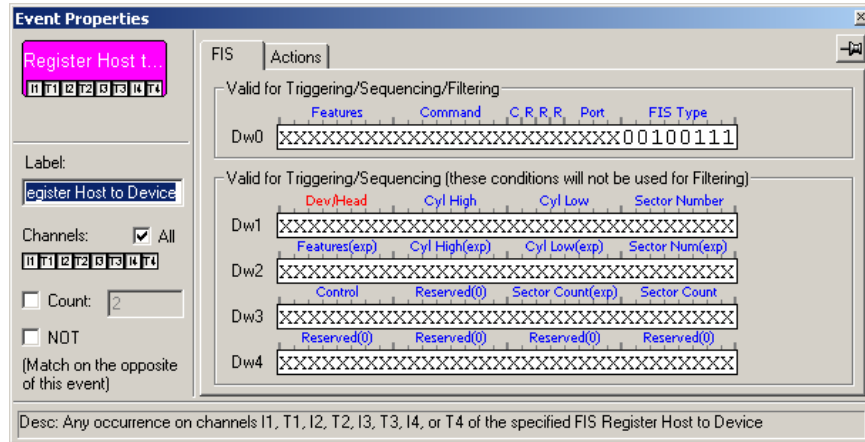 Event Properties
Register Host t...
I1 T1 I2 T2 I3 T3 I4 T4
Label:
egister Host to Device
Channels: All
I1 T1 I2 T2 I3 T3 I4 T4
Count: 2
NOT
(Match on the opposite
of this event)
FIS Actions
Valid for Triggering/Sequencing/Filtering
Features Command C R R R Port FIS Type
Dw0 XXXXXXXXXXXXXXXXXXXXXXXX00100111
Valid for Triggering/Sequencing (these conditions will not be used for Filtering)
Dev/Head Cyl High Cyl Low Sector Number
Dw1 XXXXXXXXXXXXXXXXXXXXXXXXXXXXXXXX
Features(exp) Cyl High(exp) Cyl Low(exp) Sector Num(exp)
Dw2 XXXXXXXXXXXXXXXXXXXXXXXXXXXXXXXX
Control Reserved(0) Sector Count(exp) Sector Count
Dw3 XXXXXXXXXXXXXXXXXXXXXXXXXXXXXXXX
Reserved(0) Reserved(0) Reserved(0) Reserved(0)
Dw4 XXXXXXXXXXXXXXXXXXXXXXXXXXXXXXXX
Desc: Any occurrence on channels I1, T1, I2, T2, I3, T3, I4, or T4 of the specified FIS Register Host to Device